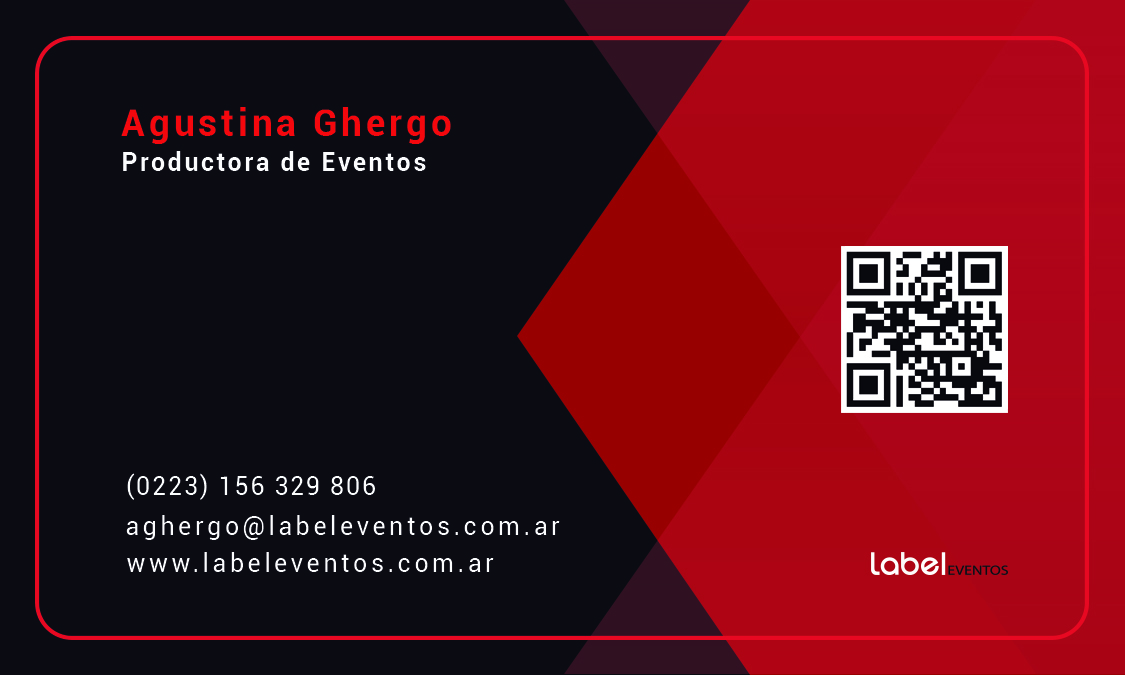 Agustina Ghergo
Productora de Eventos
(0223) 156 329 806
aghergo@labeleventos.com.ar
www.labeleventos.com.ar
label EVENTOS